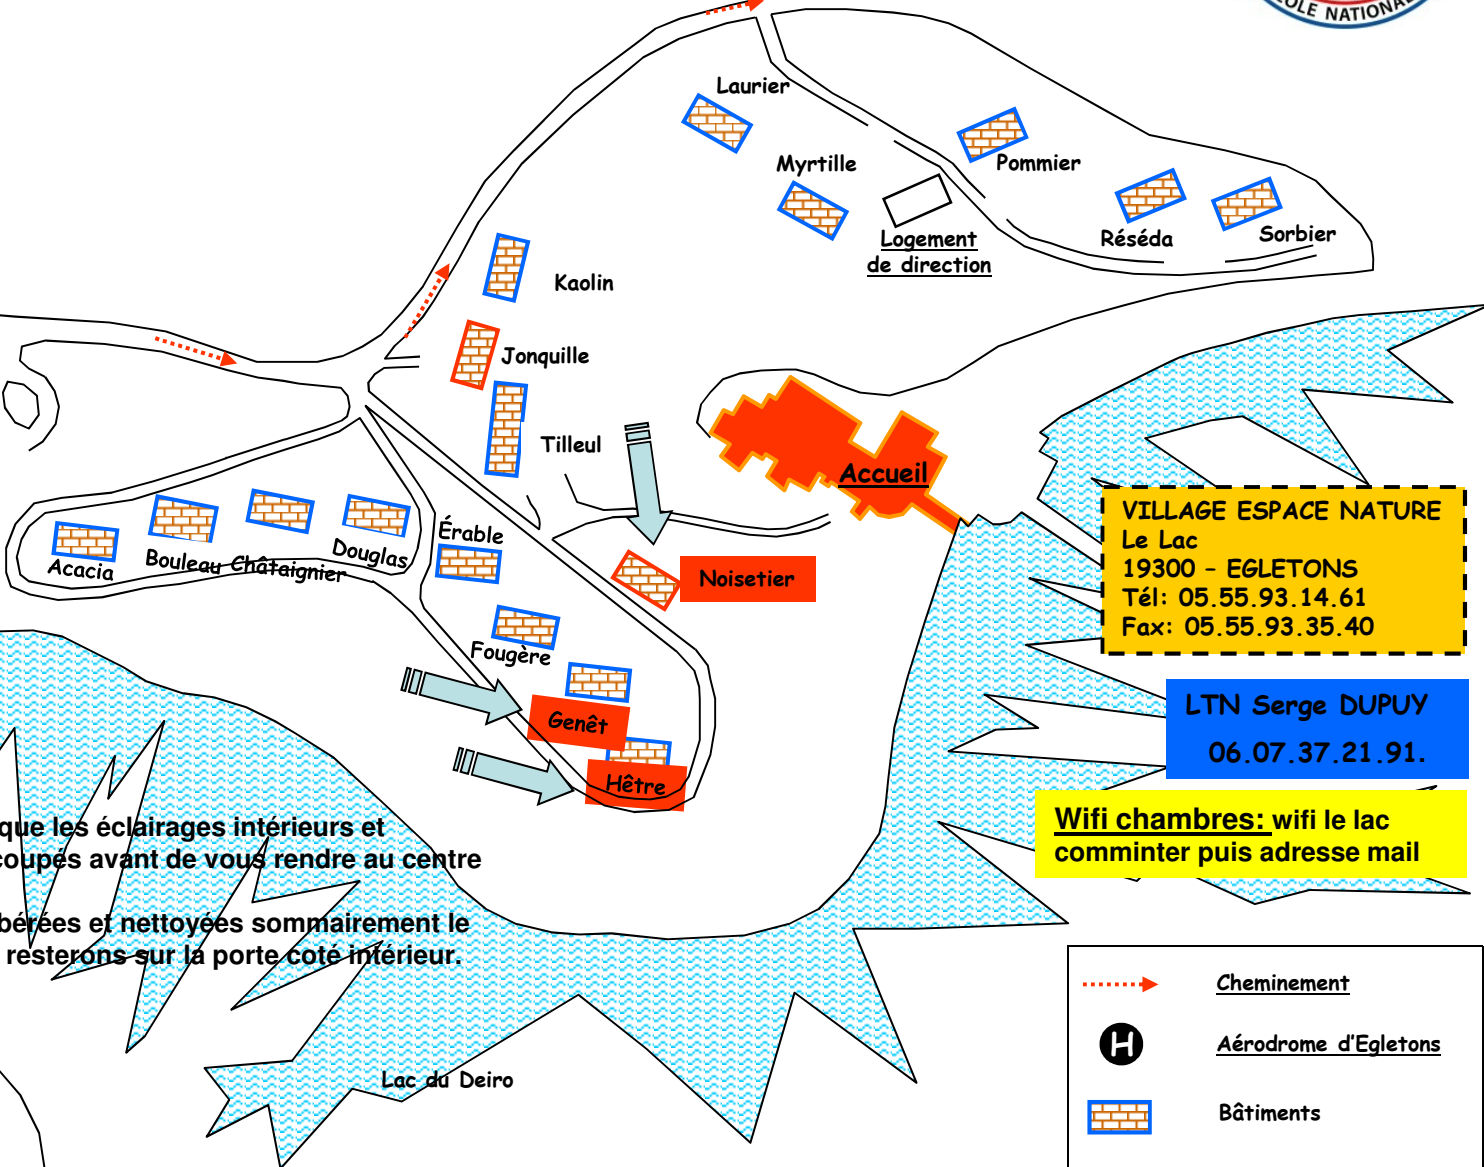 ÉCOLE NATIONALE
Laurier
Myrtille
Pommier
Logement
de direction
Réséda
Sorbier
Kaolin
Jonquille
Tilleul
Accueil
Acacia
Bouleau
Châtaignier
Douglas
Érable
Noisetier
Fougère
Genêt
Hêtre
VILLAGE ESPACE NATURE
Le Lac
19300 – EGLETONS
Tél: 05.55.93.14.61
Fax: 05.55.93.35.40
LTN Serge DUPUY
06.07.37.21.91.
Wifi chambres: wifi le lac
comminter puis adresse mail
que les éclairages intérieurs et
coupés avant de vous rendre au centre
bérées et nettoyées sommairement le
resterons sur la porte coté intérieur.
Lac du Deiro
Cheminement
H
Aérodrome d'Egletons
Bâtiments